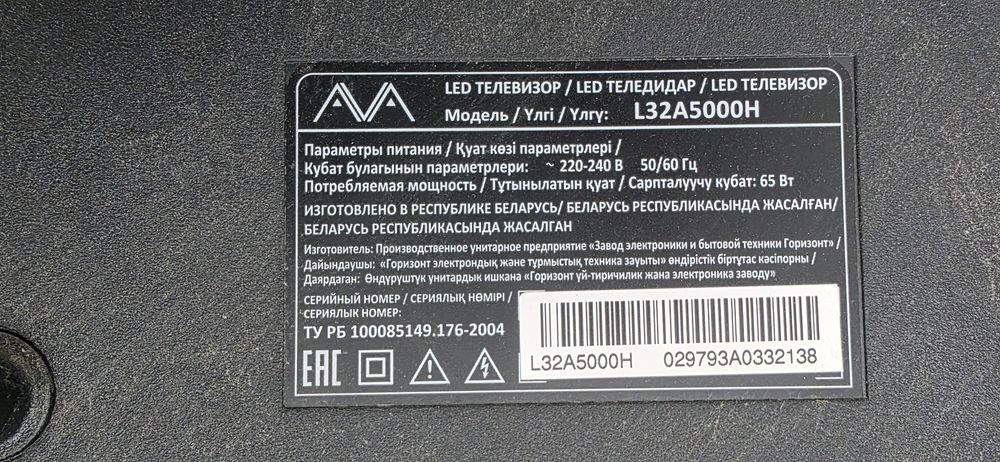 AVA
LED ТЕЛЕВИЗОР / LED ТЕЛЕДИДАР / LED ТЕЛЕВИЗОР
Модель / Үлгі / Үлгү: L32A5000H
Параметры питания / Қуат көзі параметрлері /
Кубат булагынын параметрлери: ~ 220-240 В 50/60 Гц
Потребляемая мощность / Тұтынылатын қуат / Сарпталуучу кубат: 65 Вт
ИЗГОТОВЛЕНО В РЕСПУБЛИКЕ БЕЛАРУСЬ/ БЕЛАРУСЬ РЕСПУБЛИКАСЫНДА ЖАСАЛҒАН/
БЕЛАРУСЬ РЕСПУБЛИКАСЫНДА ЖАСАЛГАН
Изготовитель: Производственное унитарное предприятие «Завод электроники и бытовой техники Горизонт» /
Дайындаушы: «Горизонт электрондық және тұрмыстық техника зауыты» өндірістік біртұтас кәсіпорны /
Даярдаган: Өндүрүштүк унитардык ишкана «Горизонт үй-тиричилик жана электроника заводу»
СЕРИЙНЫЙ НОМЕР / СЕРИЯЛЫҚ НӨМІРІ /
СЕРИЯЛЫК НОМЕР:
ТУ РБ 100085149.176-2004
EAC
L32A5000H 029793A0332138